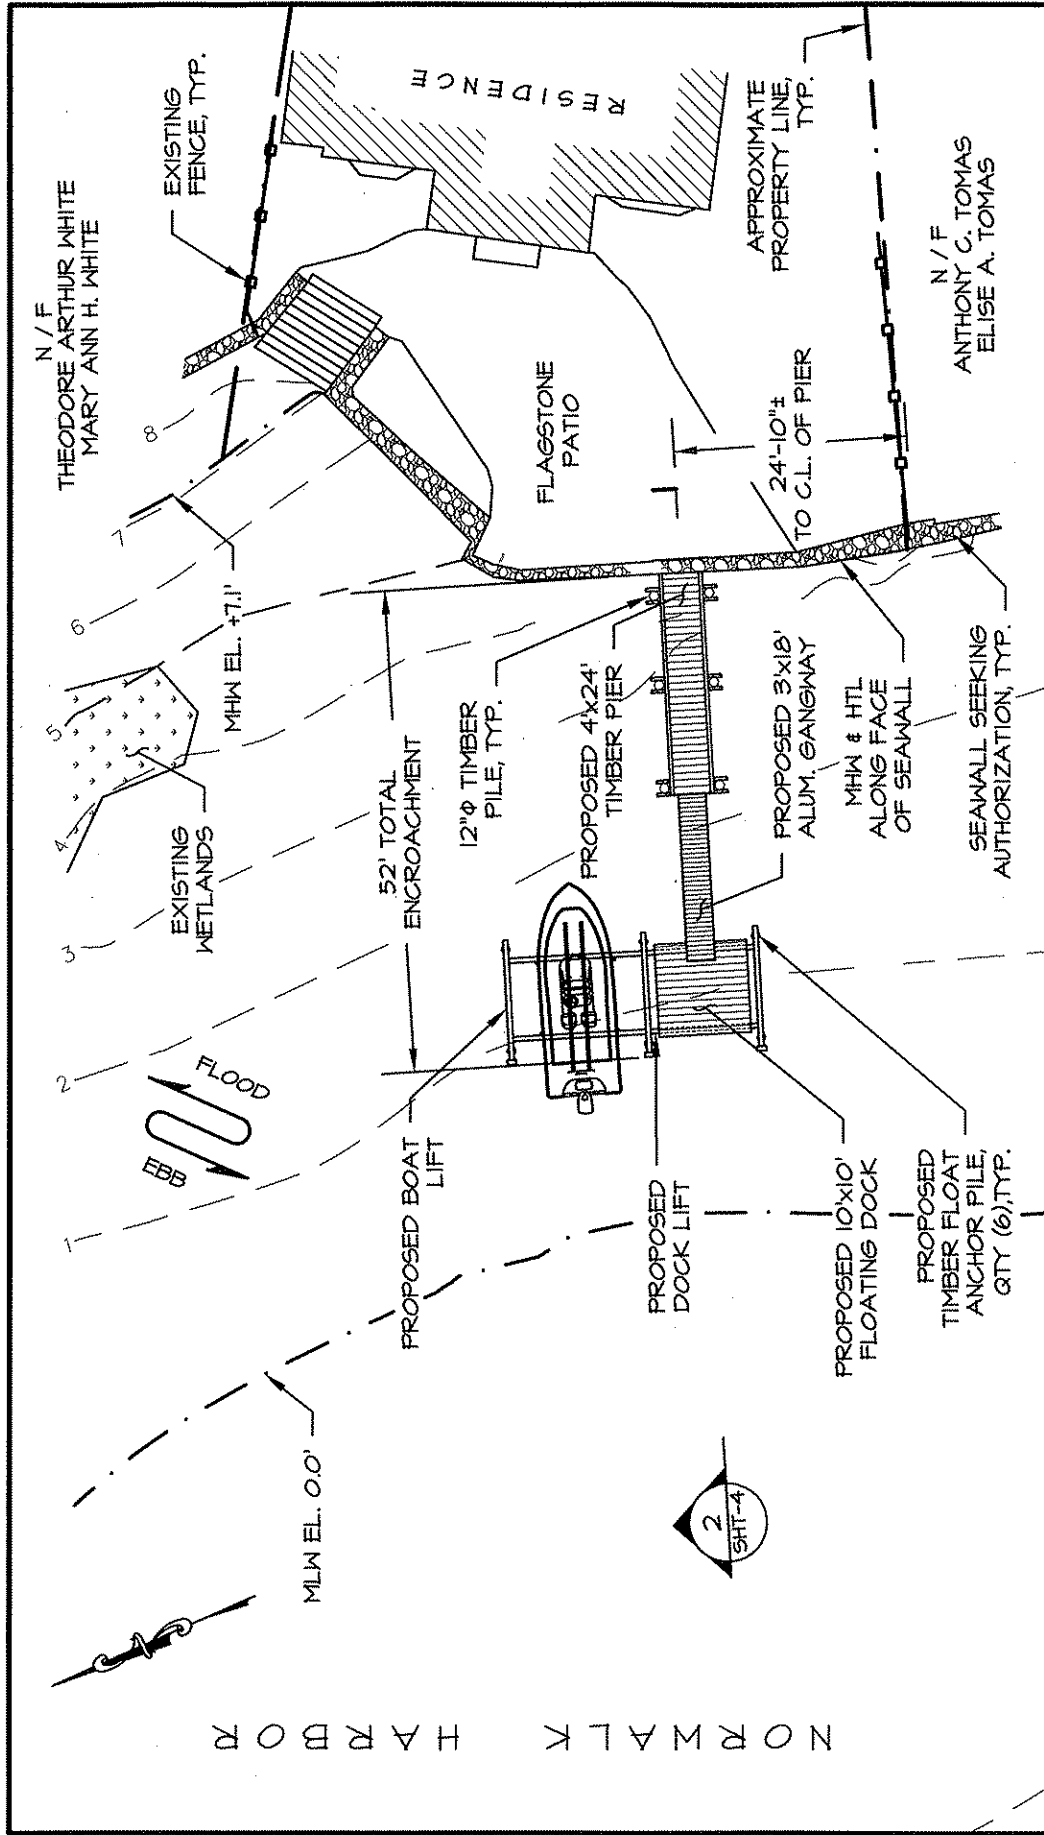 N / F
THEODORE ARTHUR WHITE
MARY ANN H. WHITE
EXISTING
FENCE, TYP.
RESIDENCE
APPROXIMATE
PROPERTY LINE,
TYP.
N / F
ANTHONY C. TOMAS
ELISE A. TOMAS
8
7
6
5
4
3
2
1
MHW EL. +7.1'
FLAGSTONE
PATIO
24'-10"±
TO C.L. OF PIER
EXISTING
WETLANDS
52' TOTAL
ENCROACHMENT
12"Φ TIMBER
PILE, TYP.
PROPOSED 4'x24'
TIMBER PIER
PROPOSED 3'x18'
ALUM. GANGWAY
MHW & HTL
ALONG FACE
OF SEAWALL
SEAWALL SEEKING
AUTHORIZATION, TYP.
FLOOD
EBB
PROPOSED BOAT
LIFT
PROPOSED
DOCK LIFT
PROPOSED 10'x10'
FLOATING DOCK
PROPOSED
TIMBER FLOAT
ANCHOR PILE,
QTY (6),TYP.
MLW EL. 0.0'
2
SHT-4
N
NORWALK HARBOR